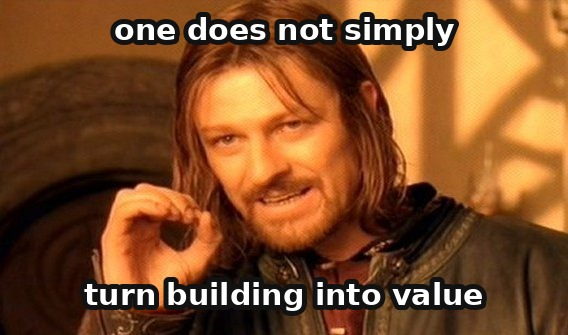 one does not simply
turn building into value